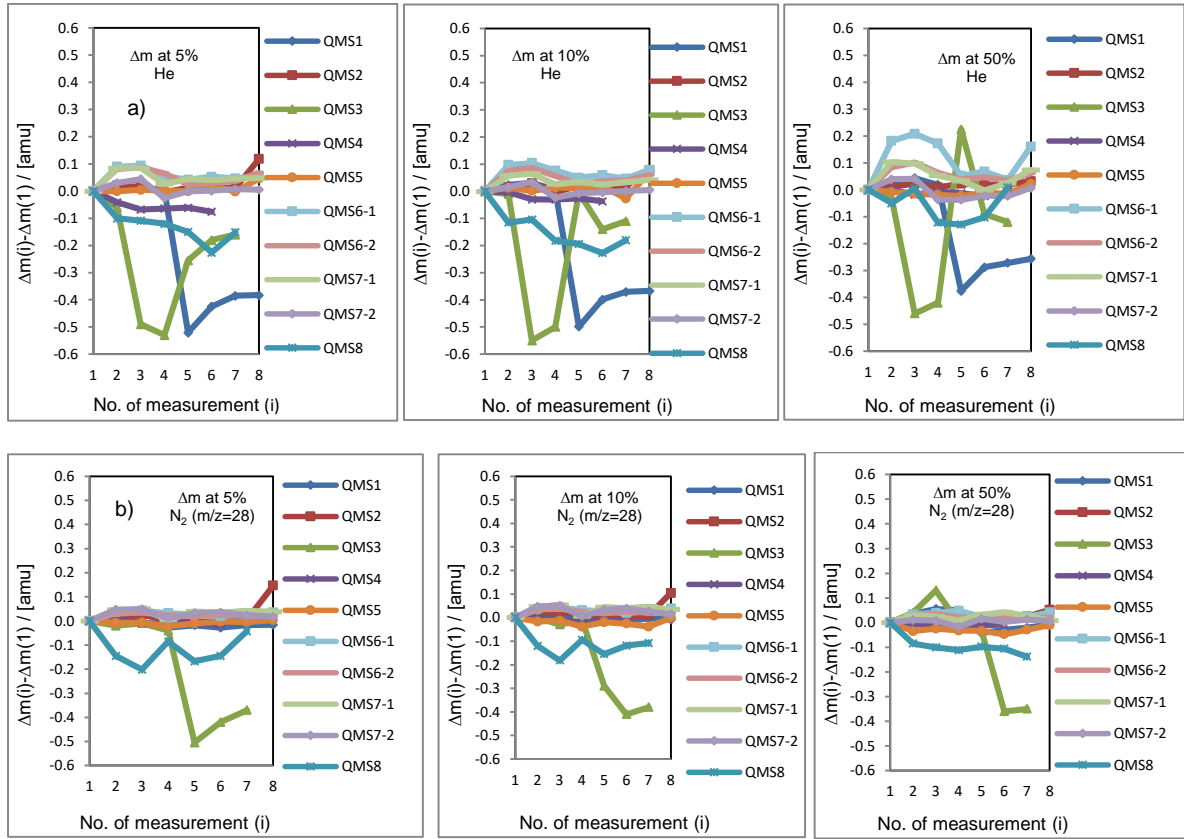 Δm at 5%
He
a)
0.6
0.5
0.4
0.3
0.2
0.1
0.0
-0.1
-0.2
-0.3
-0.4
-0.5
-0.6
Δm(i)-Δm(1) / [amu]
1 2 3 4 5 6 7 8
No. of measurement (i)
QMS1
QMS2
QMS3
QMS4
QMS5
QMS6-1
QMS6-2
QMS7-1
QMS7-2
QMS8
Δm at 10%
He
0.6
0.5
0.4
0.3
0.2
0.1
0.0
-0.1
-0.2
-0.3
-0.4
-0.5
-0.6
Δm(i)-Δm(1) / [amu]
1 2 3 4 5 6 7 8
No. of measurement (i)
QMS1
QMS2
QMS3
QMS4
QMS5
QMS6-1
QMS6-2
QMS7-1
QMS7-2
QMS8
Δm at 50%
He
0.6
0.5
0.4
0.3
0.2
0.1
0.0
-0.1
-0.2
-0.3
-0.4
-0.5
-0.6
Δm(i)-Δm(1) / [amu]
1 2 3 4 5 6 7 8
No. of measurement (i)
QMS1
QMS2
QMS3
QMS4
QMS5
QMS6-1
QMS6-2
QMS7-1
QMS7-2
QMS8
Δm at 5%
N₂ (m/z=28)
b)
0.6
0.5
0.4
0.3
0.2
0.1
0.0
-0.1
-0.2
-0.3
-0.4
-0.5
-0.6
Δm(i)-Δm(1) / [amu]
1 2 3 4 5 6 7 8
No. of measurement (i)
QMS1
QMS2
QMS3
QMS4
QMS5
QMS6-1
QMS6-2
QMS7-1
QMS7-2
QMS8
Δm at 10%
N₂ (m/z=28)
0.6
0.5
0.4
0.3
0.2
0.1
0.0
-0.1
-0.2
-0.3
-0.4
-0.5
-0.6
Δm(i)-Δm(1) / [amu]
1 2 3 4 5 6 7 8
No. of measurement (i)
QMS1
QMS2
QMS3
QMS4
QMS5
QMS6-1
QMS6-2
QMS7-1
QMS7-2
QMS8
Δm at 50%
N₂ (m/z=28)
0.6
0.5
0.4
0.3
0.2
0.1
0.0
-0.1
-0.2
-0.3
-0.4
-0.5
-0.6
Δm(i)-Δm(1) / [amu]
1 2 3 4 5 6 7 8
No. of measurement (i)
QMS1
QMS2
QMS3
QMS4
QMS5
QMS6-1
QMS6-2
QMS7-1
QMS7-2
QMS8